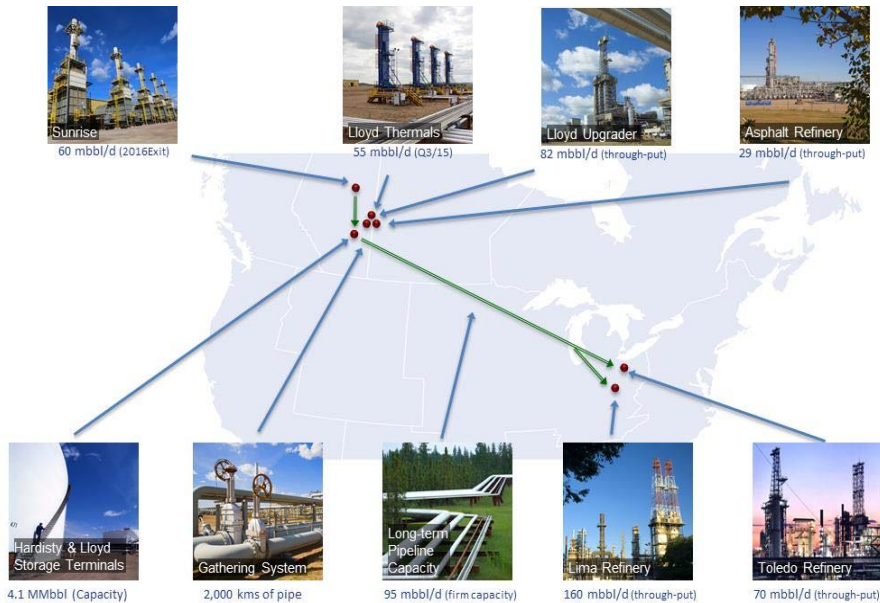 Sunrise
60 mbbl/d (2016Exit)
Lloyd Thermals
55 mbbl/d (Q3/15)
Lloyd Upgrader
82 mbbl/d (through-put)
Asphalt Refinery
29 mbbl/d (through-put)
Hardisty & Lloyd
Storage Terminals
4.1 MMbbl (Capacity)
Gathering System
2,000 kms of pipe
Long-term
Pipeline
Capacity
95 mbbl/d (firm capacity)
Lima Refinery
160 mbbl/d (through-put)
Toledo Refinery
70 mbbl/d (through-put)